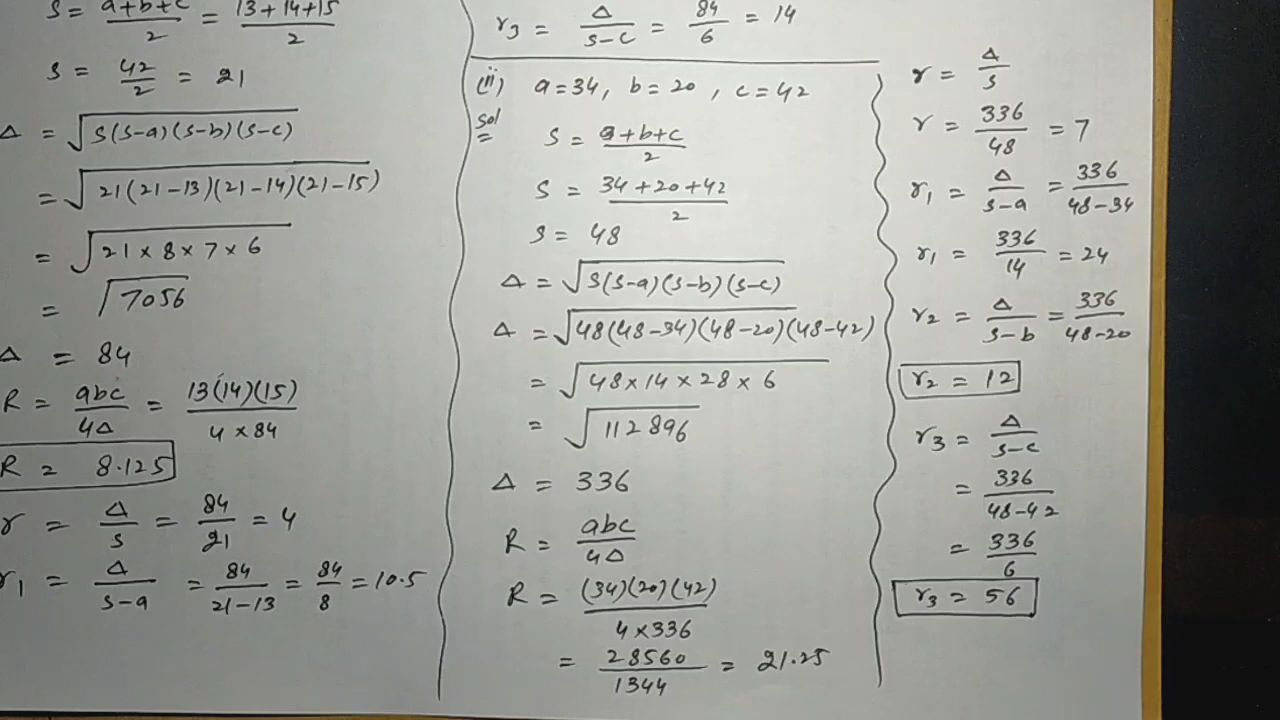 S = a+b+c/2 = 13+14+15/2
S = 42/2 = 21
Δ = √S(S-a)(S-b)(S-c)
= √21(21-13)(21-14)(21-15)
= √21 × 8 × 7 × 6
= √7056
Δ = 84
R = abc/4Δ = 13(14)(15)/4 × 84
R = 8.125
r = Δ/S = 84/21 = 4
r₁ = Δ/S-a = 84/21-13 = 84/8 = 10.5
r₃ = Δ/S-c = 84/6 = 14
(ii) a=34, b=20, c=42
Sol
S = a+b+c/2
S = 34+20+42/2
S = 48
Δ = √S(S-a)(S-b)(S-c)
Δ = √48(48-34)(48-20)(48-42)
= √48 × 14 × 28 × 6
= √112896
Δ = 336
R = abc/4Δ
R = (34)(20)(42)/4 × 336
= 28560/1344 = 21.25
r = Δ/S
r = 336/48 = 7
r₁ = Δ/S-a = 336/48-34
r₁ = 336/14 = 24
r₂ = Δ/S-b = 336/48-20
r₂ = 12
r₃ = Δ/S-c
= 336/48-42
= 336/6
r₃ = 56